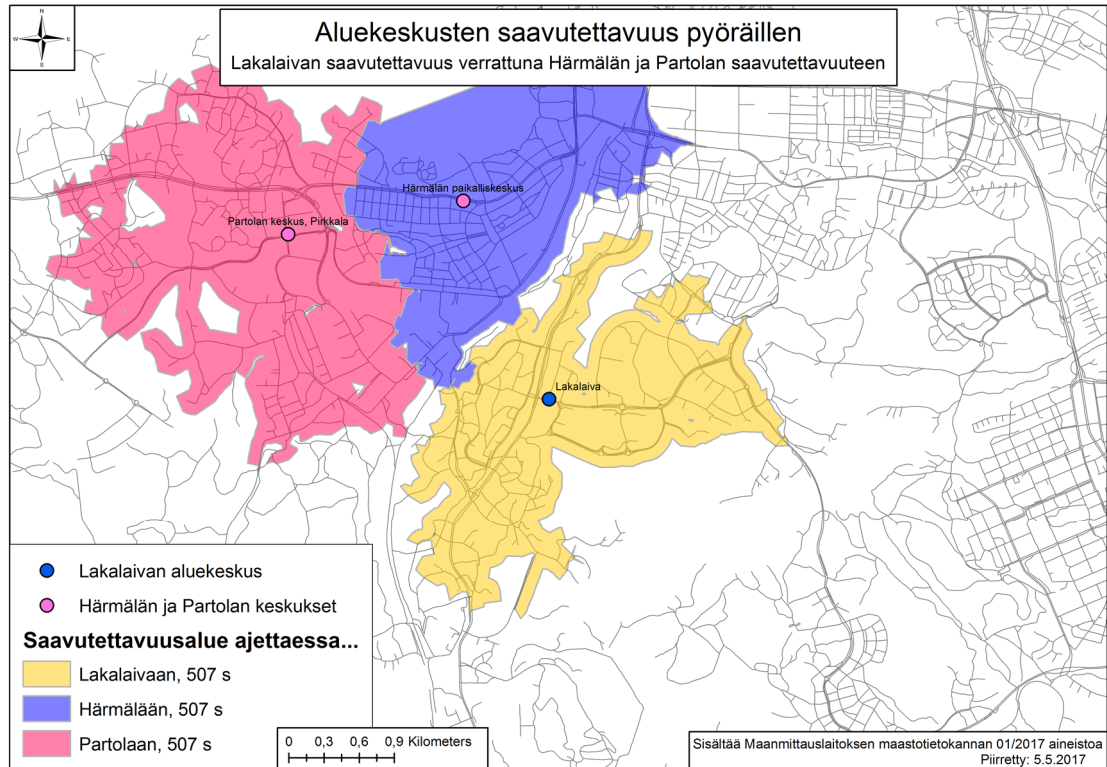 N
W E
S
Aluekeskusten saavutettavuus pyöräillen
Lakalaivan saavutettavuus verrattuna Härmälän ja Partolan saavutettavuuteen
Härmälän paikalliskeskus
Partolan keskus, Pirkkala
Lakalaiva
Lakalaivan aluekeskus
Härmälän ja Partolan keskukset
Saavutettavuusalue ajettaessa...
Lakalaivaan, 507 s
Härmälään, 507 s
Partolaan, 507 s
0 0,3 0,6 0,9 Kilometers
Sisältää Maanmittauslaitoksen maastotietokannan 01/2017 aineistoa
Piirretty: 5.5.2017